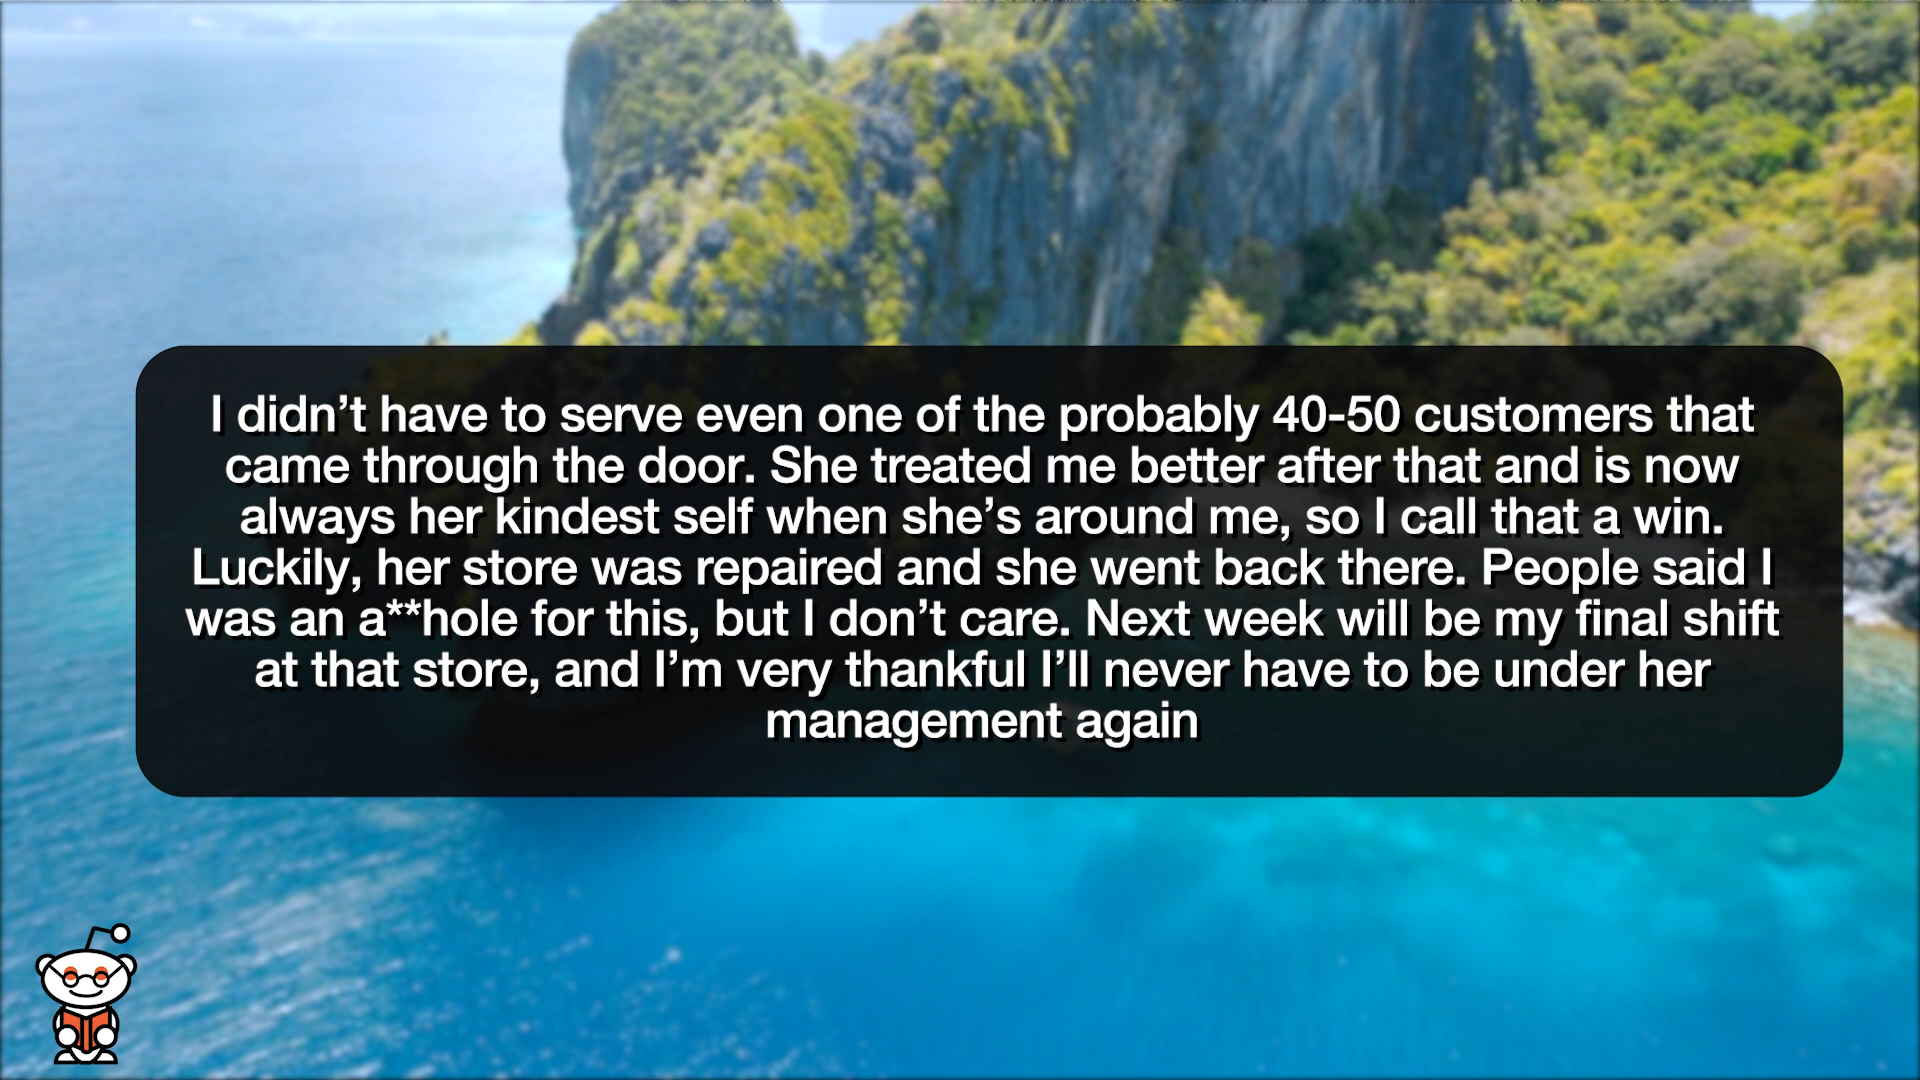 I didn’t have to serve even one of the probably 40-50 customers that
came through the door. She treated me better after that and is now
always her kindest self when she’s around me, so I call that a win.
Luckily, her store was repaired and she went back there. People said I
was an a**hole for this, but I don’t care. Next week will be my final shift
at that store, and I’m very thankful I’ll never have to be under her
management again